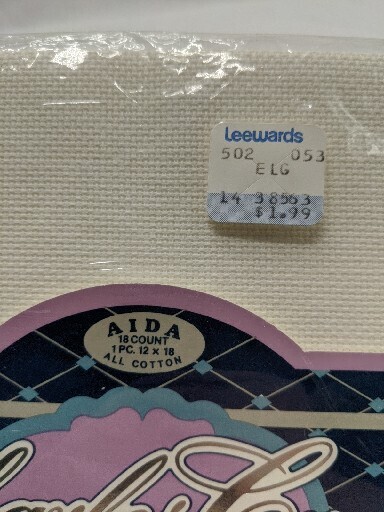 Leewards
502 053
ELG
14 38563
$1.99
AIDA
18 COUNT
1 PC. 12 x 18
ALL COTTON